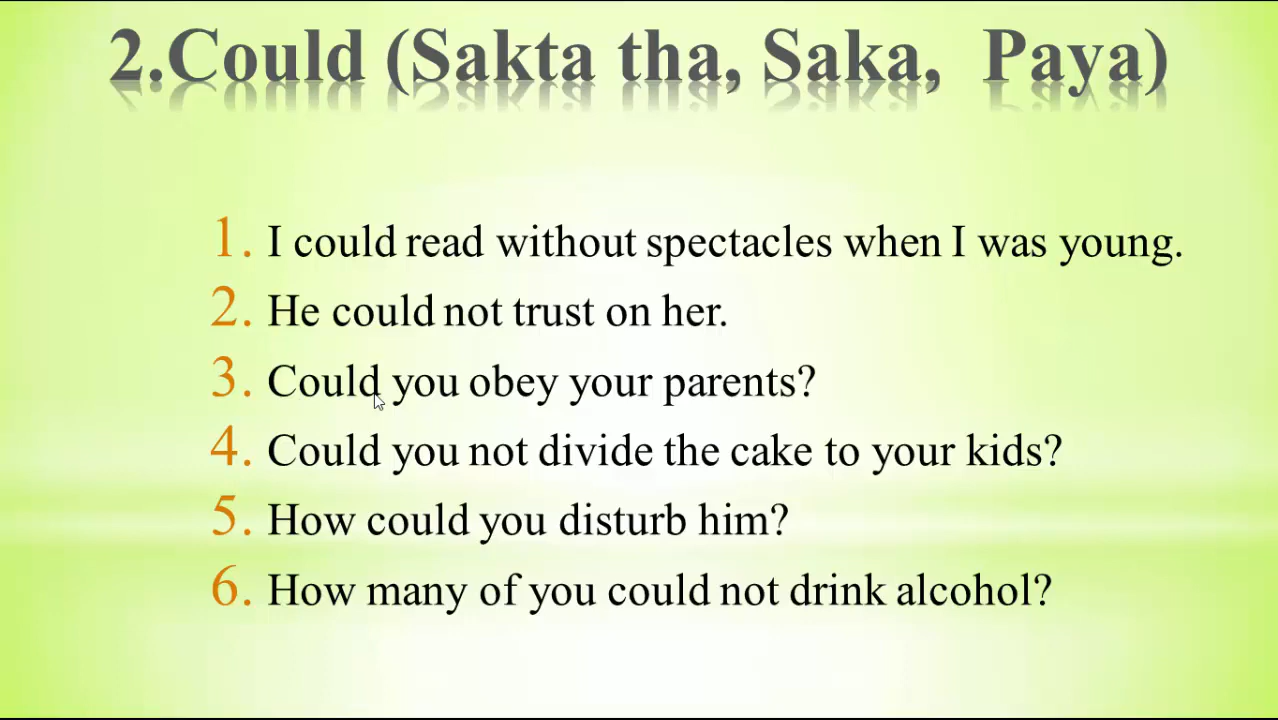 2.Could (Sakta tha, Saka, Paya)
1. I could read without spectacles when I was young.
2. He could not trust on her.
3. Could you obey your parents?
4. Could you not divide the cake to your kids?
5. How could you disturb him?
6. How many of you could not drink alcohol?